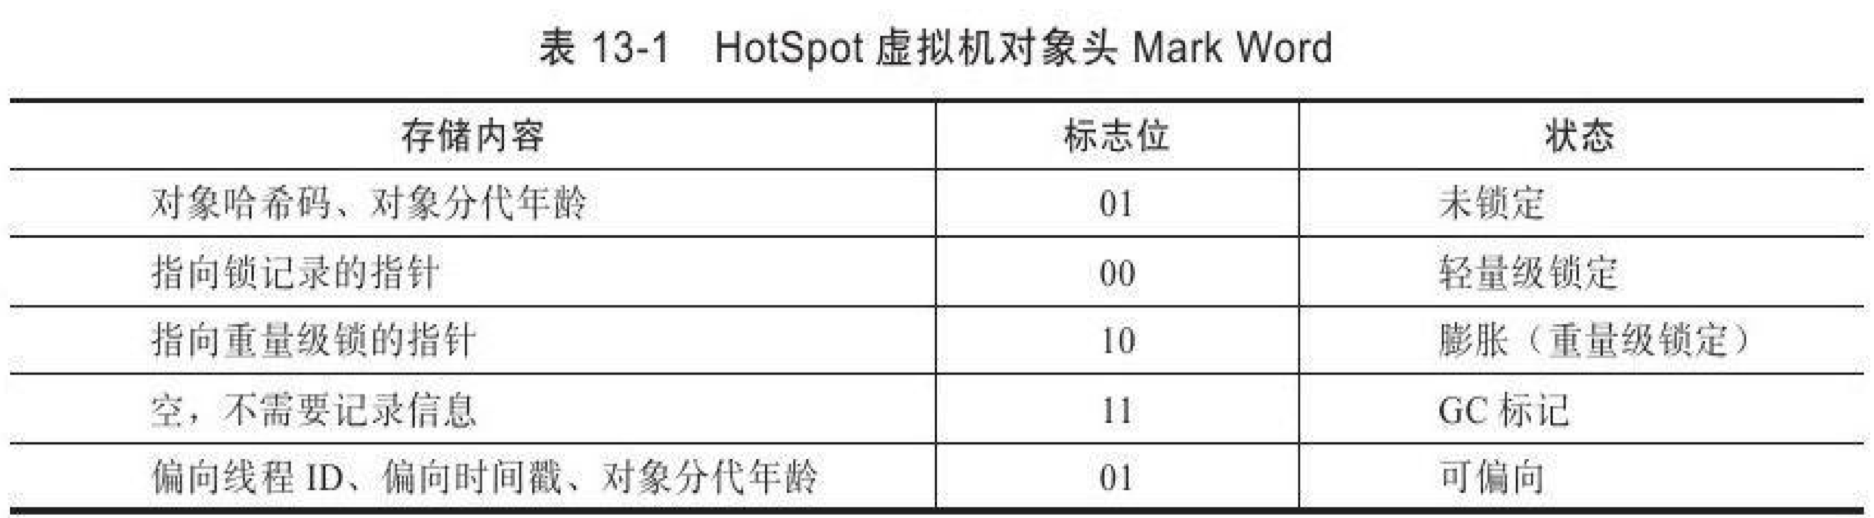 表 13-1 HotSpot 虚拟机对象头 Mark Word
存储内容 标志位 状态
对象哈希码、对象分代年龄 01 未锁定
指向锁记录的指针 00 轻量级锁定
指向重量级锁的指针 10 膨胀（重量级锁定）
空，不需要记录信息 11 GC 标记
偏向线程 ID、偏向时间戳、对象分代年龄 01 可偏向